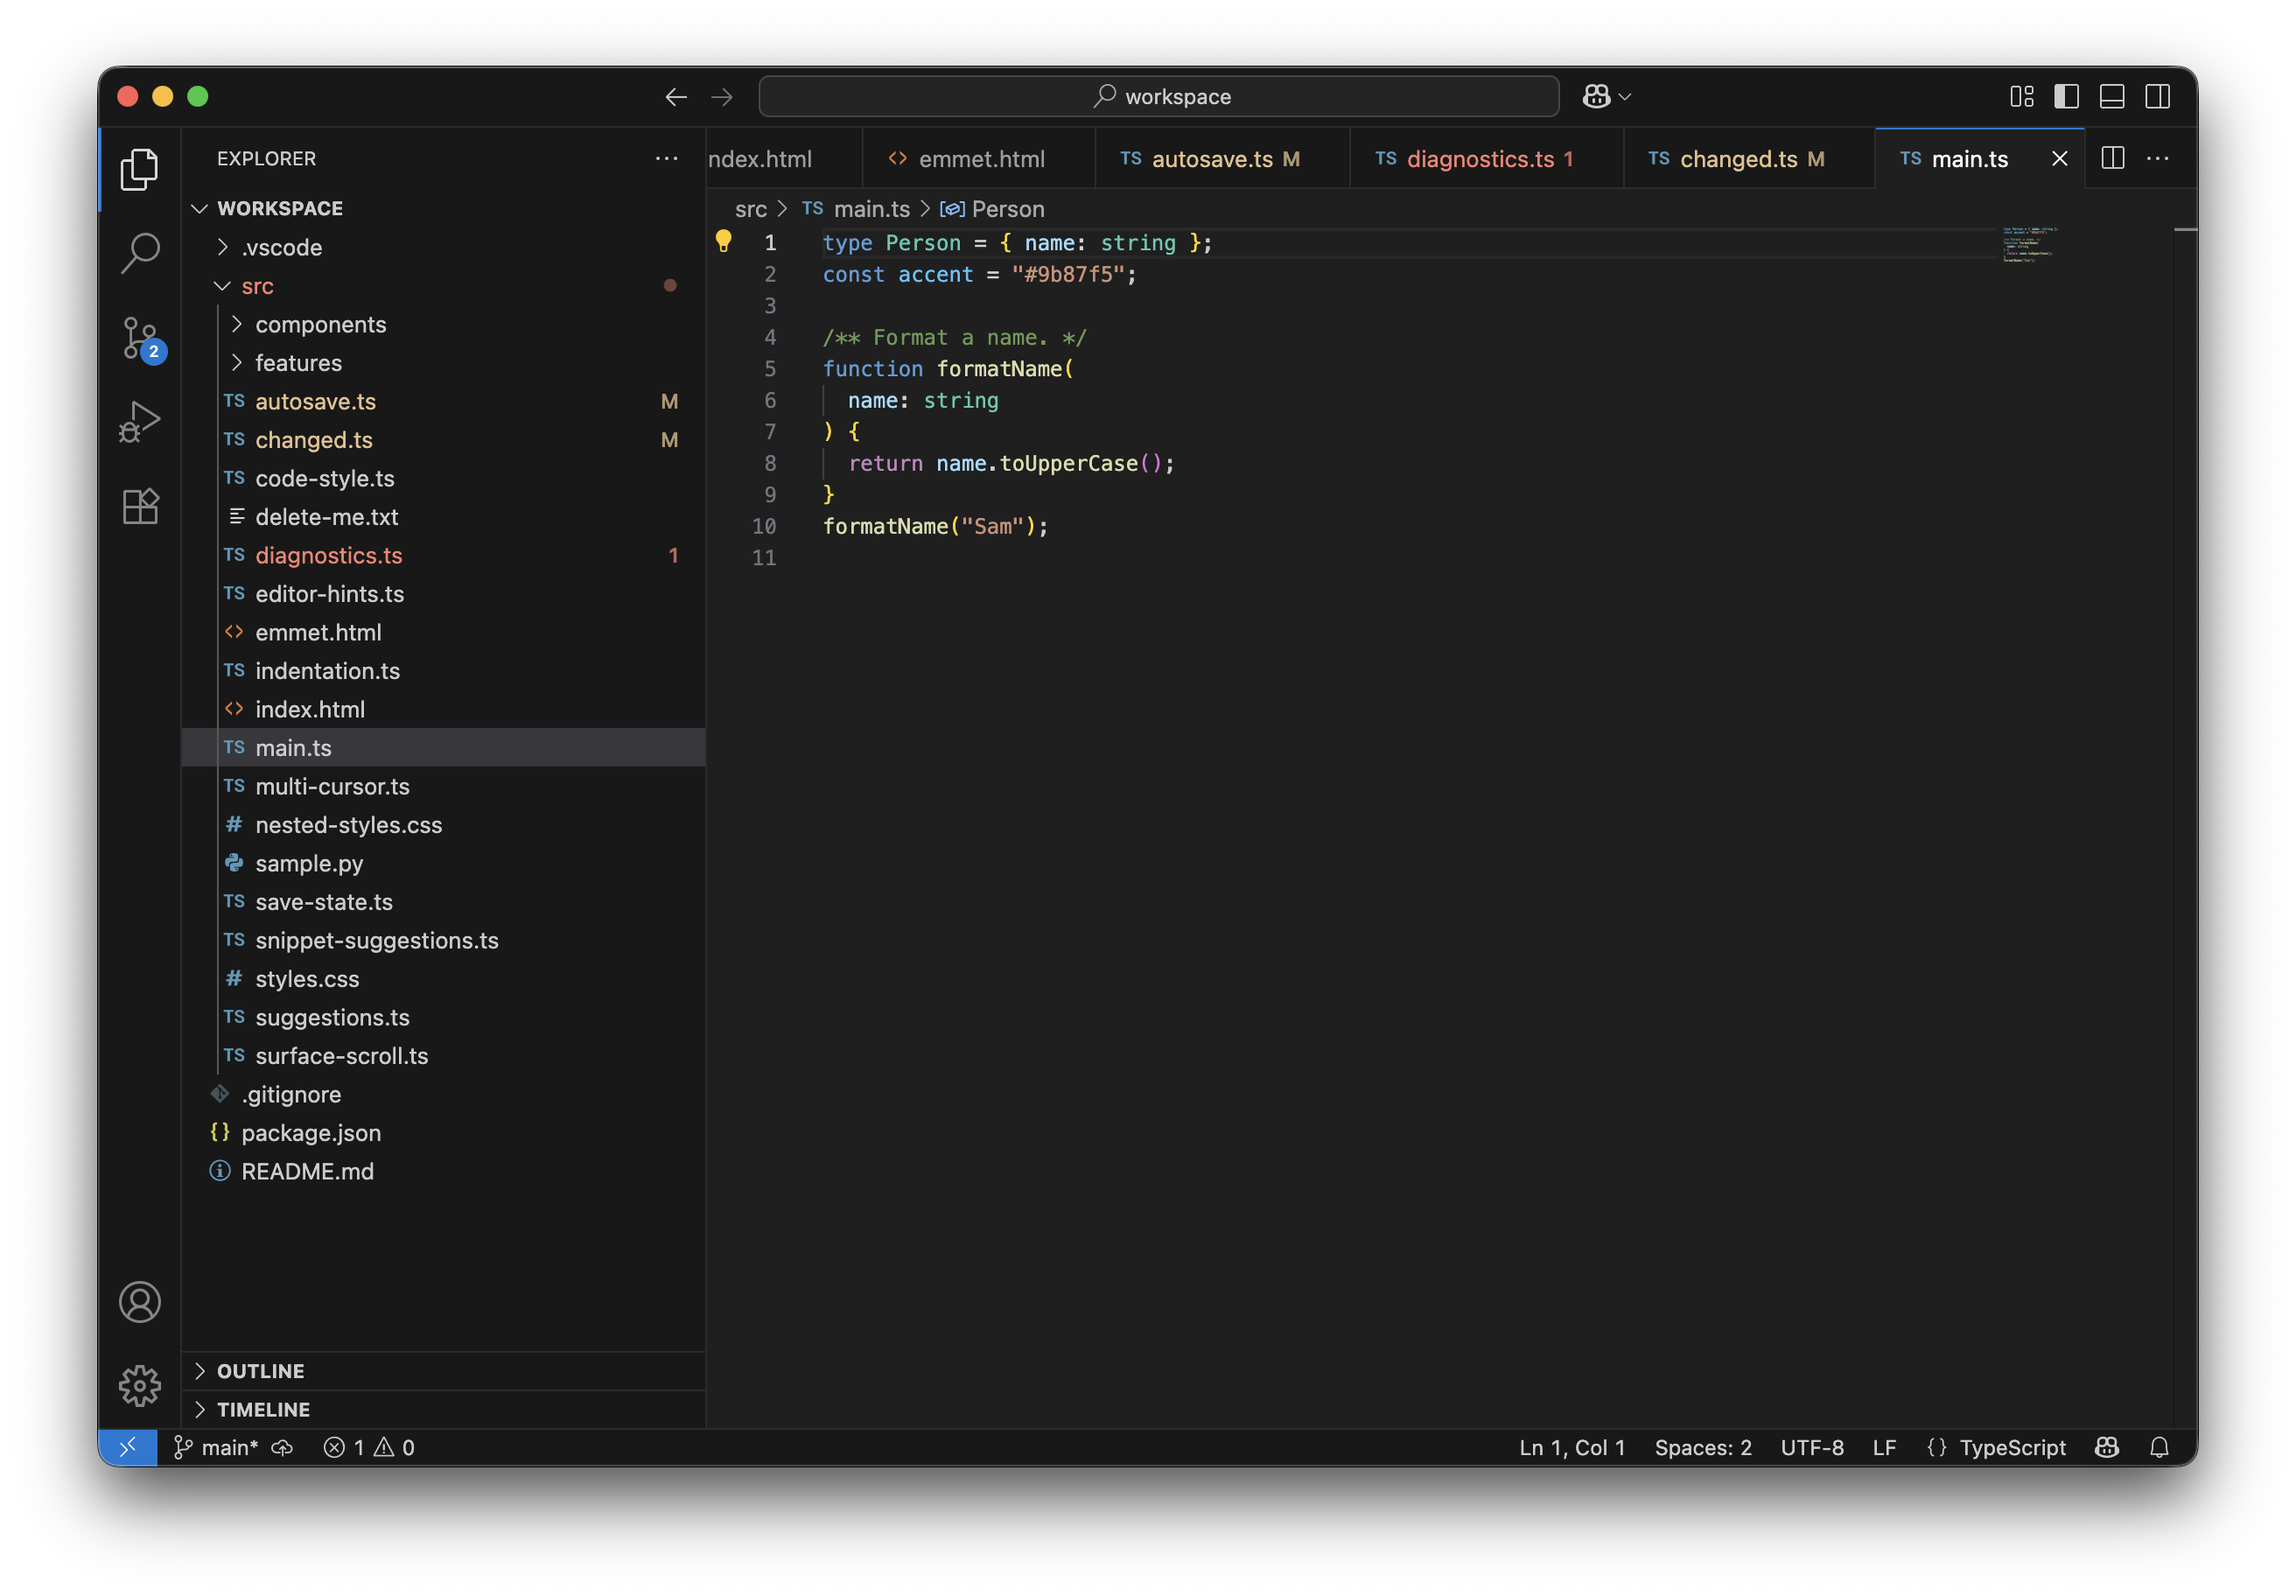 workspace
EXPLORER
WORKSPACE
.vscode
src
components
features
TS autosave.ts M
TS changed.ts M
TS code-style.ts
delete-me.txt
TS diagnostics.ts 1
TS editor-hints.ts
<> emmet.html
TS indentation.ts
<> index.html
TS main.ts
TS multi-cursor.ts
# nested-styles.css
sample.py
TS save-state.ts
TS snippet-suggestions.ts
# styles.css
TS suggestions.ts
TS surface-scroll.ts
.gitignore
{} package.json
README.md
OUTLINE
TIMELINE
2
ndex.html
<> emmet.html
TS autosave.ts M
TS diagnostics.ts 1
TS changed.ts M
TS main.ts
src > TS main.ts > Person
1 type Person = { name: string };
2 const accent = "#9b87f5";
3
4 /** Format a name. */
5 function formatName(
6   name: string
7 ) {
8   return name.toUpperCase();
9 }
10 formatName("Sam");
11
main* 1 0
Ln 1, Col 1 Spaces: 2 UTF-8 LF {} TypeScript